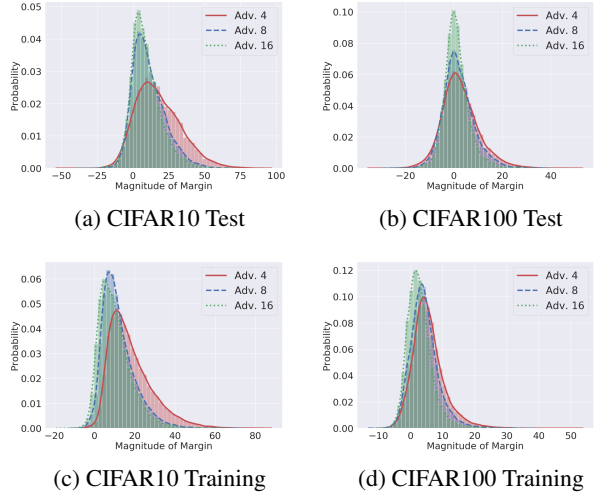 0.05
0.04
0.03
0.02
0.01
0.00
Probability
−50
−25
0
25
50
75
100
Magnitude of Margin
Adv. 4
Adv. 8
Adv. 16
(a) CIFAR10 Test
0.10
0.08
0.06
0.04
0.02
0.00
Probability
−20
0
20
40
Magnitude of Margin
Adv. 4
Adv. 8
Adv. 16
(b) CIFAR100 Test
0.06
0.05
0.04
0.03
0.02
0.01
0.00
Probability
−20
0
20
40
60
80
Magnitude of Margin
Adv. 4
Adv. 8
Adv. 16
(c) CIFAR10 Training
0.12
0.10
0.08
0.06
0.04
0.02
0.00
Probability
−10
0
10
20
30
40
50
Magnitude of Margin
Adv. 4
Adv. 8
Adv. 16
(d) CIFAR100 Training